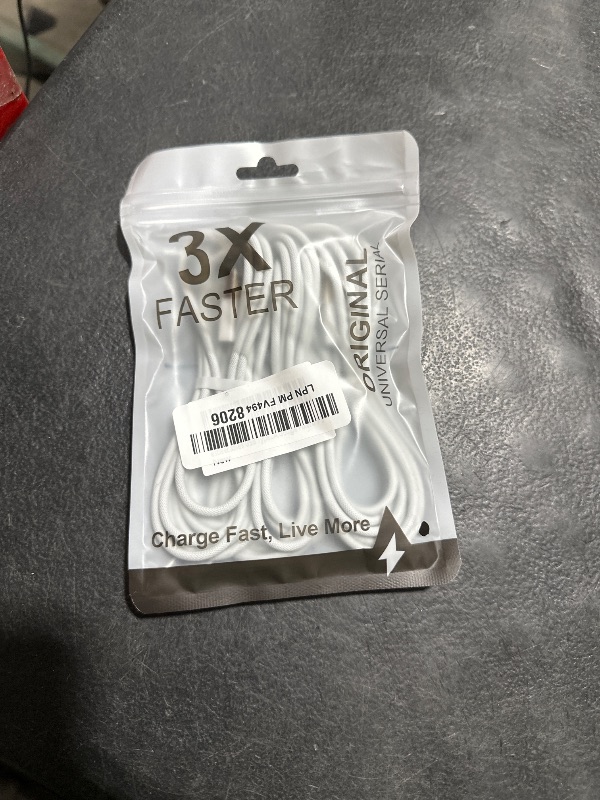 3X
FASTER
ORIGINAL
UNIVERSAL SERIAL
LPN PM FV494 8206
Charge Fast, Live More